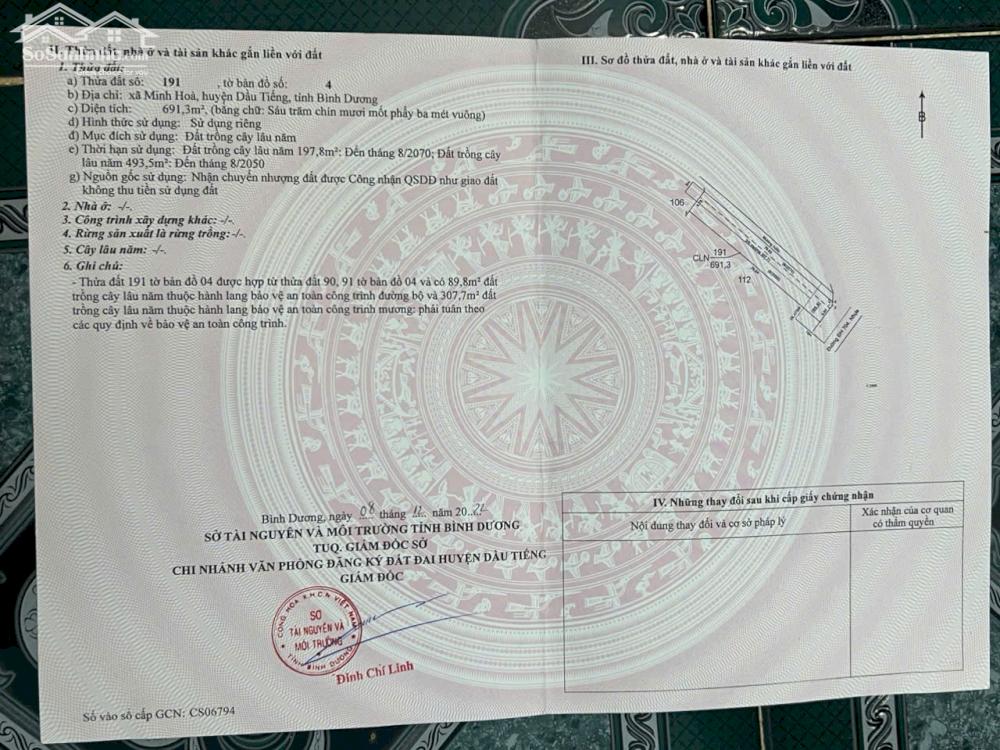 II. Thửa đất, nhà ở và tài sản khác gắn liền với đất
1. Thửa đất:
a) Thửa đất số: 191 , tờ bản đồ số: 4
b) Địa chỉ: xã Minh Hoà, huyện Dầu Tiếng, tỉnh Bình Dương
c) Diện tích: 691,3m², (bằng chữ: Sáu trăm chín mươi mốt phẩy ba mét vuông)
d) Hình thức sử dụng: Sử dụng riêng
đ) Mục đích sử dụng: Đất trồng cây lâu năm
e) Thời hạn sử dụng: Đất trồng cây lâu năm 197,8m²: Đến tháng 8/2070; Đất trồng cây
lâu năm 493,5m²: Đến tháng 8/2050
g) Nguồn gốc sử dụng: Nhận chuyển nhượng đất được Công nhận QSDĐ như giao đất
không thu tiền sử dụng đất
2. Nhà ở: -/-.
3. Công trình xây dựng khác: -/-.
4. Rừng sản xuất là rừng trồng:-/-.
5. Cây lâu năm: -/-.
6. Ghi chú:
- Thửa đất 191 tờ bản đồ 04 được hợp từ thửa đất 90, 91 tờ bản đồ 04 và có 89,8m² đất
trồng cây lâu năm thuộc hành lang bảo vệ an toàn công trình đường bộ và 307,7m² đất
trồng cây lâu năm thuộc hành lang bảo vệ an toàn công trình mương: phải tuân theo
các quy định về bảo vệ an toàn công trình.
Bình Dương, ngày 08 tháng 12 năm 20..
SỞ TÀI NGUYÊN VÀ MÔI TRƯỜNG TỈNH BÌNH DƯƠNG
TUQ. GIÁM ĐỐC SỞ
CHI NHÁNH VĂN PHÒNG ĐĂNG KÝ ĐẤT ĐAI HUYỆN DẦU TIẾNG
GIÁM ĐỐC
CỘNG HÒA X.H.C.N VIỆT NAM
SỞ
TÀI NGUYÊN VÀ
MÔI TRƯỜNG
TỈNH BÌNH DƯƠNG
Đinh Chí Linh
Số vào sổ cấp GCN: CS06794
III. Sơ đồ thửa đất, nhà ở và tài sản khác gắn liền với đất
B
106
CLN 191
691,3
112
IV. Những thay đổi sau khi cấp giấy chứng nhận
Nội dung thay đổi và cơ sở pháp lý
Xác nhận của cơ quan
có thẩm quyền